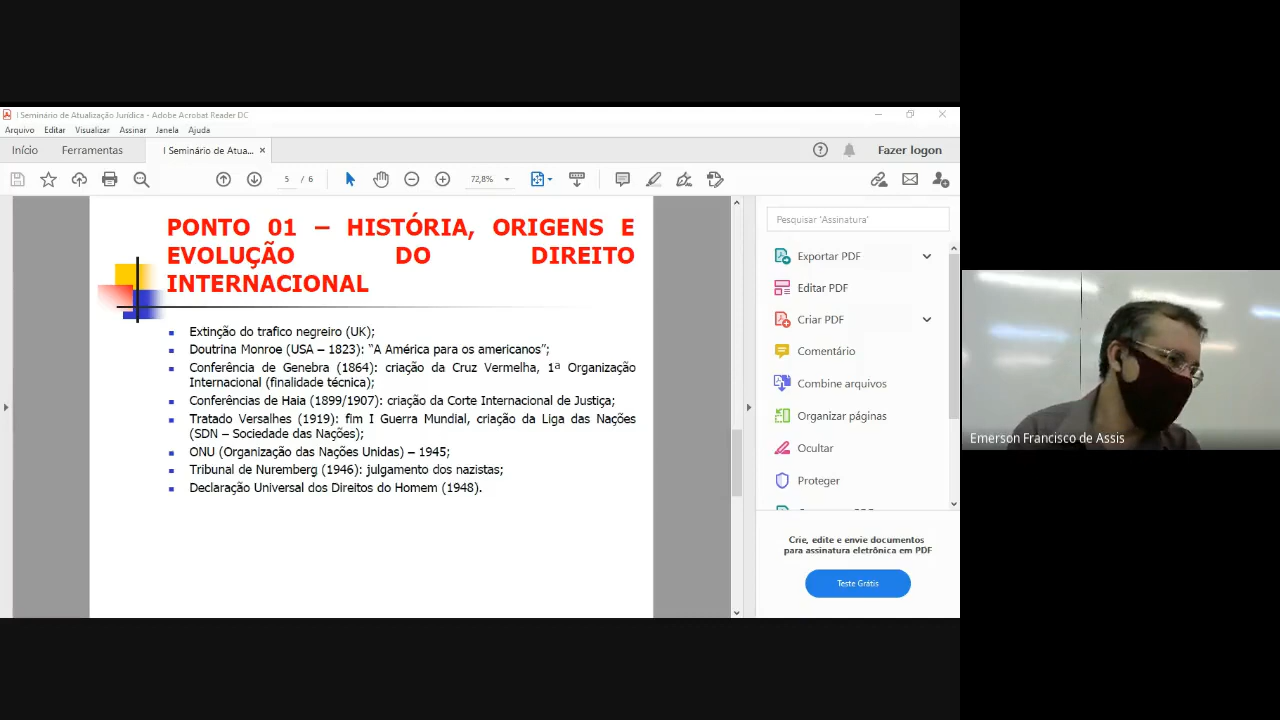 I Seminário de Atualização Jurídica - Adobe Acrobat Reader DC
Arquivo Editar Visualizar Assinar Janela Ajuda
Início Ferramentas I Seminário de Atua... × Fazer logon
5 / 6 72,8%
PONTO 01 – HISTÓRIA, ORIGENS E
EVOLUÇÃO DO DIREITO
INTERNACIONAL
Extinção do trafico negreiro (UK);
Doutrina Monroe (USA – 1823): “A América para os americanos”;
Conferência de Genebra (1864): criação da Cruz Vermelha, 1ª Organização
Internacional (finalidade técnica);
Conferências de Haia (1899/1907): criação da Corte Internacional de Justiça;
Tratado Versalhes (1919): fim I Guerra Mundial, criação da Liga das Nações
(SDN – Sociedade das Nações);
ONU (Organização das Nações Unidas) – 1945;
Tribunal de Nuremberg (1946): julgamento dos nazistas;
Declaração Universal dos Direitos do Homem (1948).
Pesquisar 'Assinatura'
Exportar PDF
Editar PDF
Criar PDF
Comentário
Combine arquivos
Organizar páginas
Ocultar
Proteger
Crie, edite e envie documentos
para assinatura eletrônica em PDF
Teste Grátis
Emerson Francisco de Assis